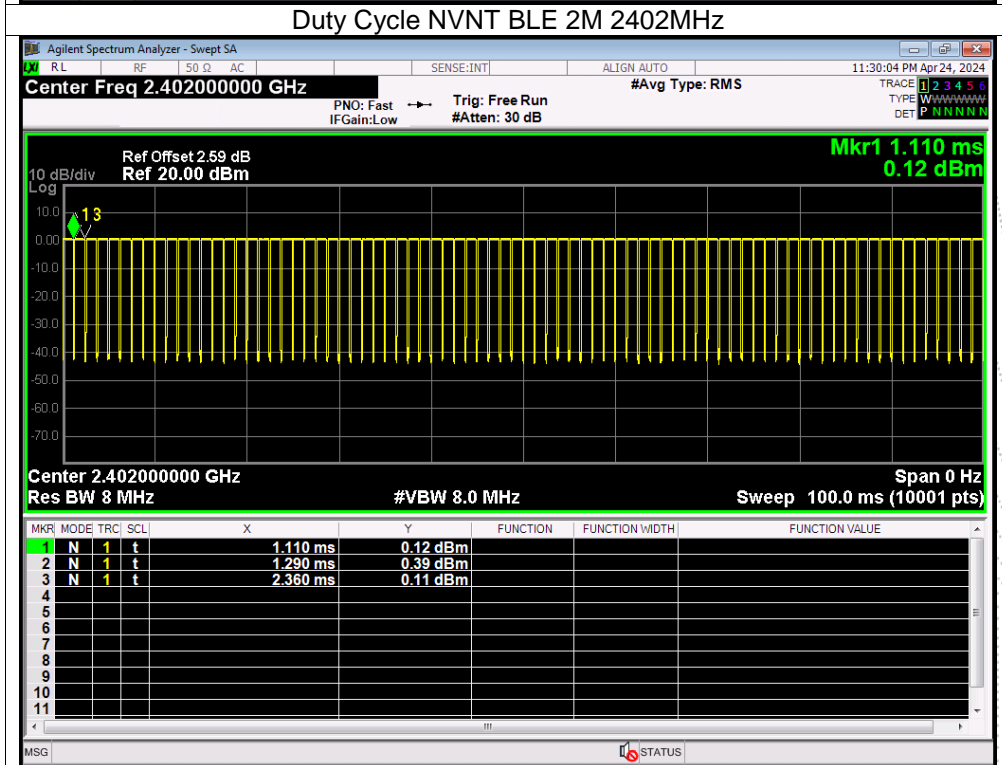 Duty Cycle NVNT BLE 2M 2402MHz
Agilent Spectrum Analyzer - Swept SA
LXI RL RF 50 Ω AC SENSE:INT ALIGN AUTO 11:30:04 PM Apr 24, 2024
Center Freq 2.402000000 GHz #Avg Type: RMS TRACE 1 2 3 4 5 6
PNO: Fast Trig: Free Run TYPE WWWWWW
IFGain:Low #Atten: 30 dB DET P N N N N N
Mkr1 1.110 ms
Ref Offset 2.59 dB 0.12 dBm
10 dB/div Ref 20.00 dBm
Log
10.0
1 3
0.00
-10.0
-20.0
-30.0
-40.0
-50.0
-60.0
-70.0
Center 2.402000000 GHz Span 0 Hz
Res BW 8 MHz #VBW 8.0 MHz Sweep 100.0 ms (10001 pts)
MKR MODE TRC SCL X Y FUNCTION FUNCTION WIDTH FUNCTION VALUE
1 N 1 t 1.110 ms 0.12 dBm
2 N 1 t 1.290 ms 0.39 dBm
3 N 1 t 2.360 ms 0.11 dBm
4
5
6
7
8
9
10
11
MSG STATUS